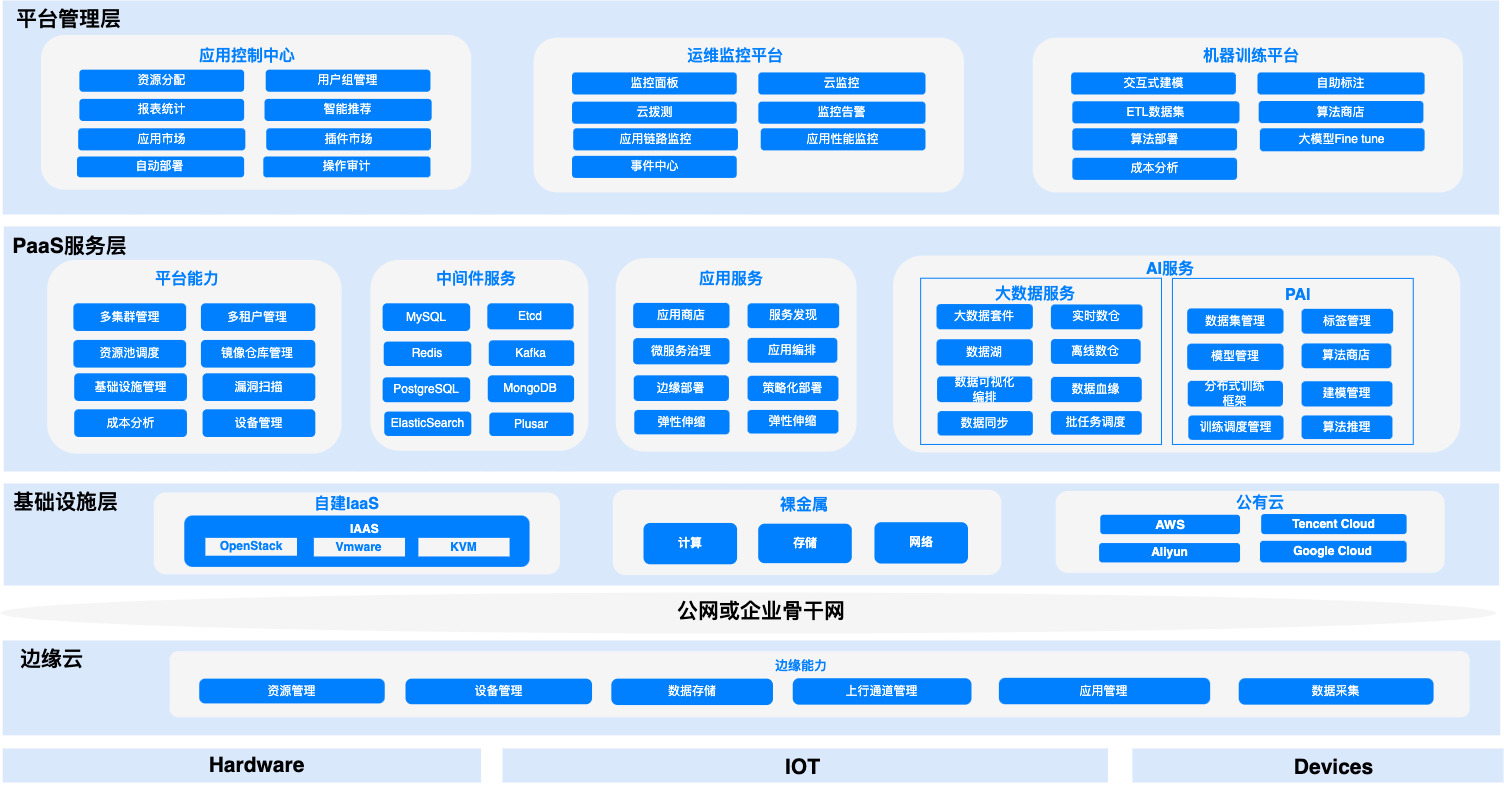 平台管理层
应用控制中心
资源分配
用户组管理
报表统计
智能推荐
应用市场
插件市场
自动部署
操作审计
运维监控平台
监控面板
云监控
云拨测
监控告警
应用链路监控
应用性能监控
事件中心
机器训练平台
交互式建模
自助标注
ETL数据集
算法商店
算法部署
大模型Fine tune
成本分析
PaaS服务层
平台能力
多集群管理
多租户管理
资源池调度
镜像仓库管理
基础设施管理
漏洞扫描
成本分析
设备管理
中间件服务
MySQL
Etcd
Redis
Kafka
PostgreSQL
MongoDB
ElasticSearch
Plusar
应用服务
应用商店
服务发现
微服务治理
应用编排
边缘部署
策略化部署
弹性伸缩
弹性伸缩
AI服务
大数据服务
大数据套件
实时数仓
数据湖
离线数仓
数据可视化
编排
数据血缘
数据同步
批任务调度
PAI
数据集管理
标签管理
模型管理
算法商店
分布式训练
框架
建模管理
训练调度管理
算法推理
基础设施层
自建IaaS
IAAS
OpenStack
Vmware
KVM
裸金属
计算
存储
网络
公有云
AWS
Tencent Cloud
Aliyun
Google Cloud
公网或企业骨干网
边缘云
边缘能力
资源管理
设备管理
数据存储
上行通道管理
应用管理
数据采集
Hardware
IOT
Devices